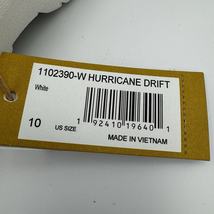 1102390-W HURRICANE DRIFT
White
10 US SIZE
1 92410 19640 1
MADE IN VIETNAM